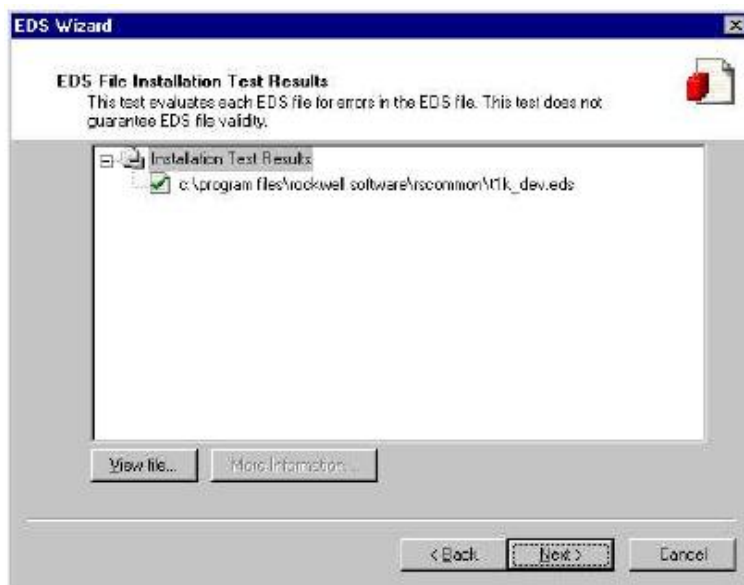 EDS Wizard
EDS File Installation Test Results
This test evaluates each EDS file for errors in the EDS file. This test does not
guarantee EDS file validity.
Installation Test Results
c:\program files\rockwell software\rscommon\t1k_dev.eds
View file...
More Information...
< Back
Next >
Cancel